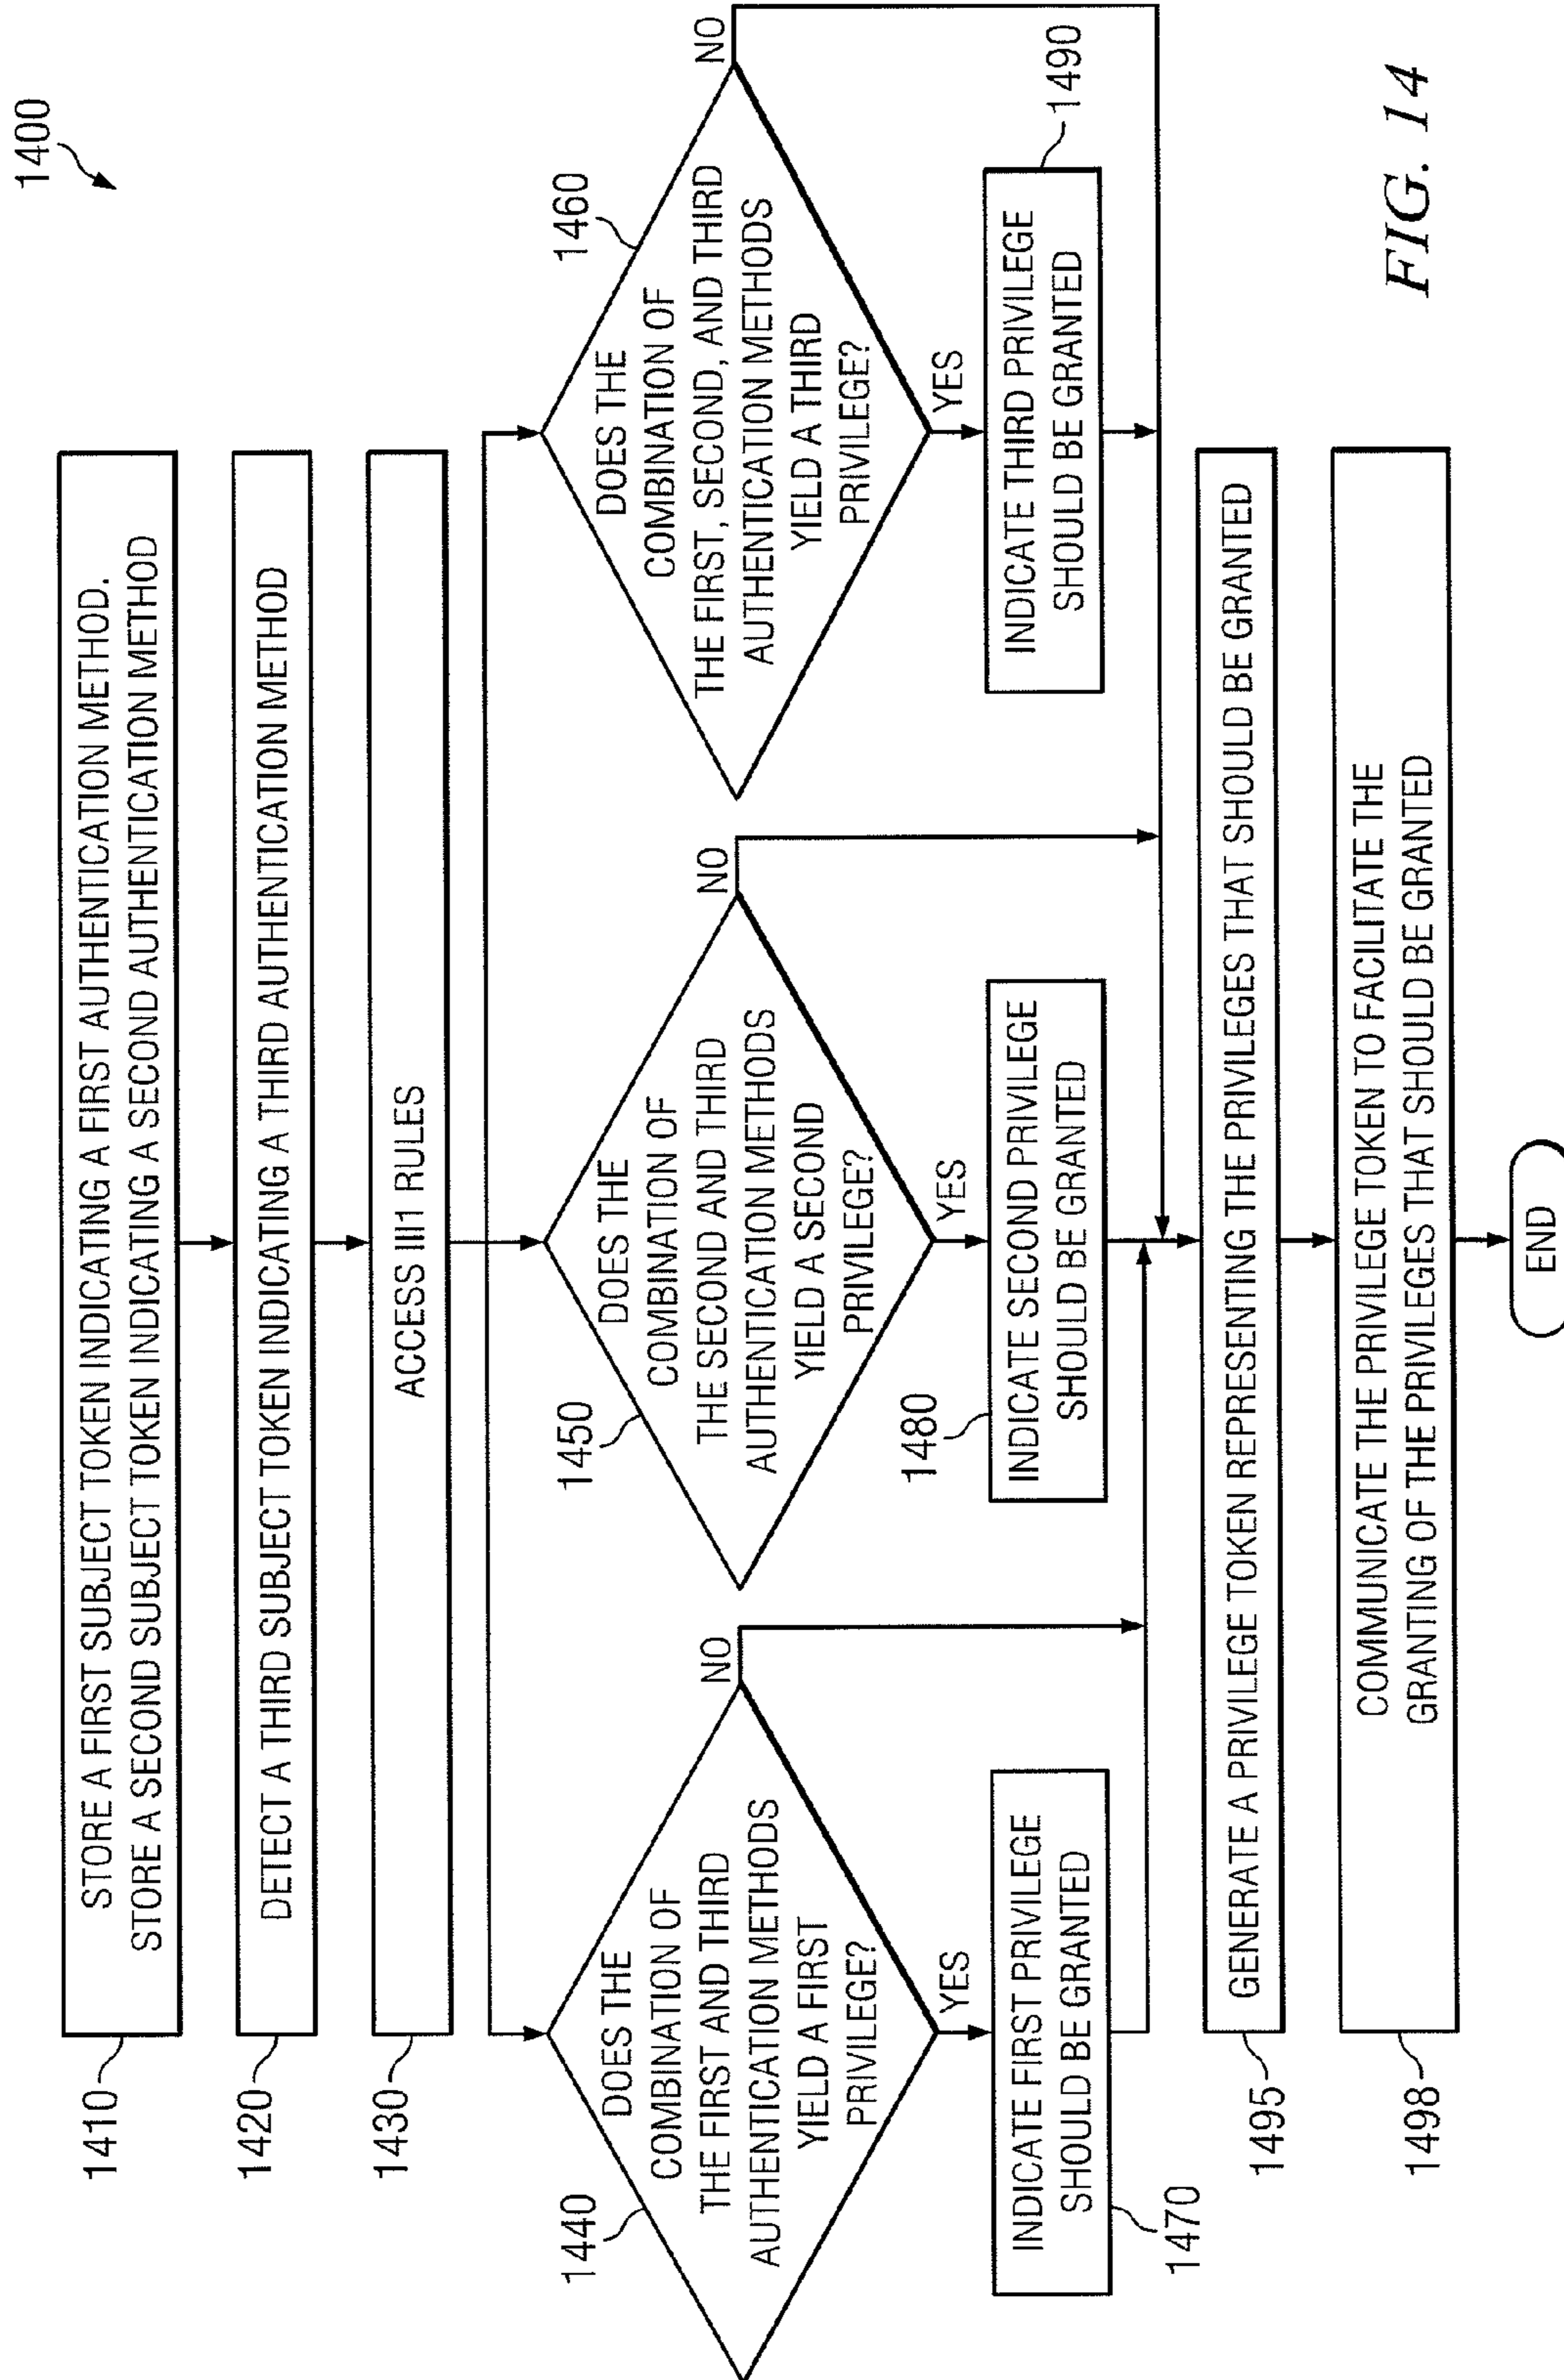 1400
1410
STORE A FIRST SUBJECT TOKEN INDICATING A FIRST AUTHENTICATION METHOD.
STORE A SECOND SUBJECT TOKEN INDICATING A SECOND AUTHENTICATION METHOD
1420
DETECT A THIRD SUBJECT TOKEN INDICATING A THIRD AUTHENTICATION METHOD
1430
ACCESS III1 RULES
1440
DOES THE
COMBINATION OF
THE FIRST AND THIRD
AUTHENTICATION METHODS
YIELD A FIRST
PRIVILEGE?
NO
YES
1450
DOES THE
COMBINATION OF
THE SECOND AND THIRD
AUTHENTICATION METHODS
YIELD A SECOND
PRIVILEGE?
NO
YES
1460
DOES THE
COMBINATION OF
THE FIRST, SECOND, AND THIRD
AUTHENTICATION METHODS
YIELD A THIRD
PRIVILEGE?
NO
YES
1470
INDICATE FIRST PRIVILEGE
SHOULD BE GRANTED
1480
INDICATE SECOND PRIVILEGE
SHOULD BE GRANTED
1490
INDICATE THIRD PRIVILEGE
SHOULD BE GRANTED
1495
GENERATE A PRIVILEGE TOKEN REPRESENTING THE PRIVILEGES THAT SHOULD BE GRANTED
1498
COMMUNICATE THE PRIVILEGE TOKEN TO FACILITATE THE
GRANTING OF THE PRIVILEGES THAT SHOULD BE GRANTED
END
FIG. 14